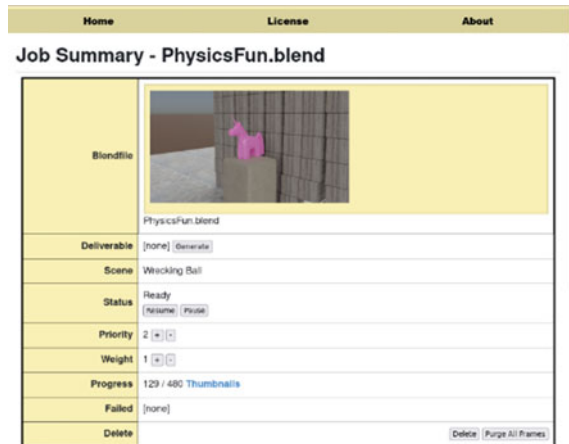 Home License About
Job Summary - PhysicsFun.blend
Blendfile
PhysicsFun.blend
Deliverable [none] Generate
Scene Wrecking Ball
Status Ready
Resume Pause
Priority 2 + -
Weight 1 + -
Progress 129 / 480 Thumbnails
Failed [none]
Delete Delete Purge All Frames